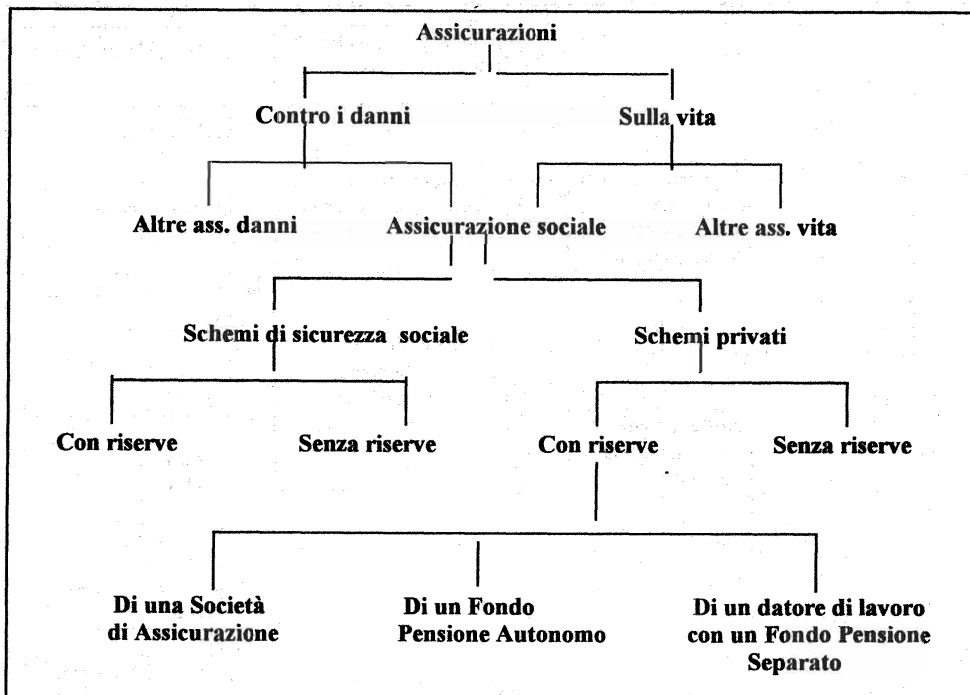 Assicurazioni
Contro i danni Sulla vita
Altre ass. danni Assicurazione sociale Altre ass. vita
Schemi di sicurezza sociale Schemi privati
Con riserve Senza riserve Con riserve Senza riserve
Di una Società Di un Fondo Di un datore di lavoro
di Assicurazione Pensione Autonomo con un Fondo Pensione
Separato